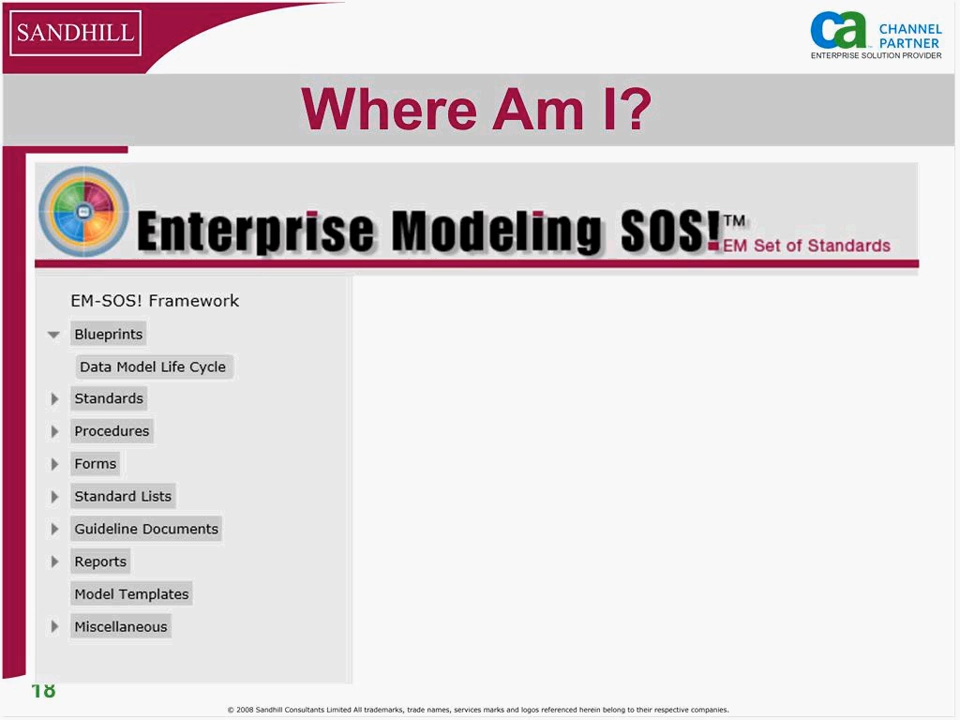 SANDHILL
ca™ CHANNEL
PARTNER
ENTERPRISE SOLUTION PROVIDER
Where Am I?
Enterprise Modeling SOS!™
EM Set of Standards
EM-SOS! Framework
Blueprints
Data Model Life Cycle
Standards
Procedures
Forms
Standard Lists
Guideline Documents
Reports
Model Templates
Miscellaneous
18
© 2008 Sandhill Consultants Limited All trademarks, trade names, services marks and logos referenced herein belong to their respective companies.